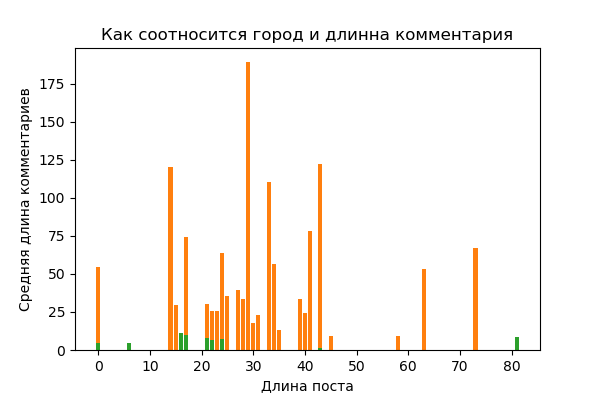 Как соотносится город и длинна комментария
Средняя длина комментариев
175
150
125
100
75
50
25
0
0 10 20 30 40 50 60 70 80
Длина поста